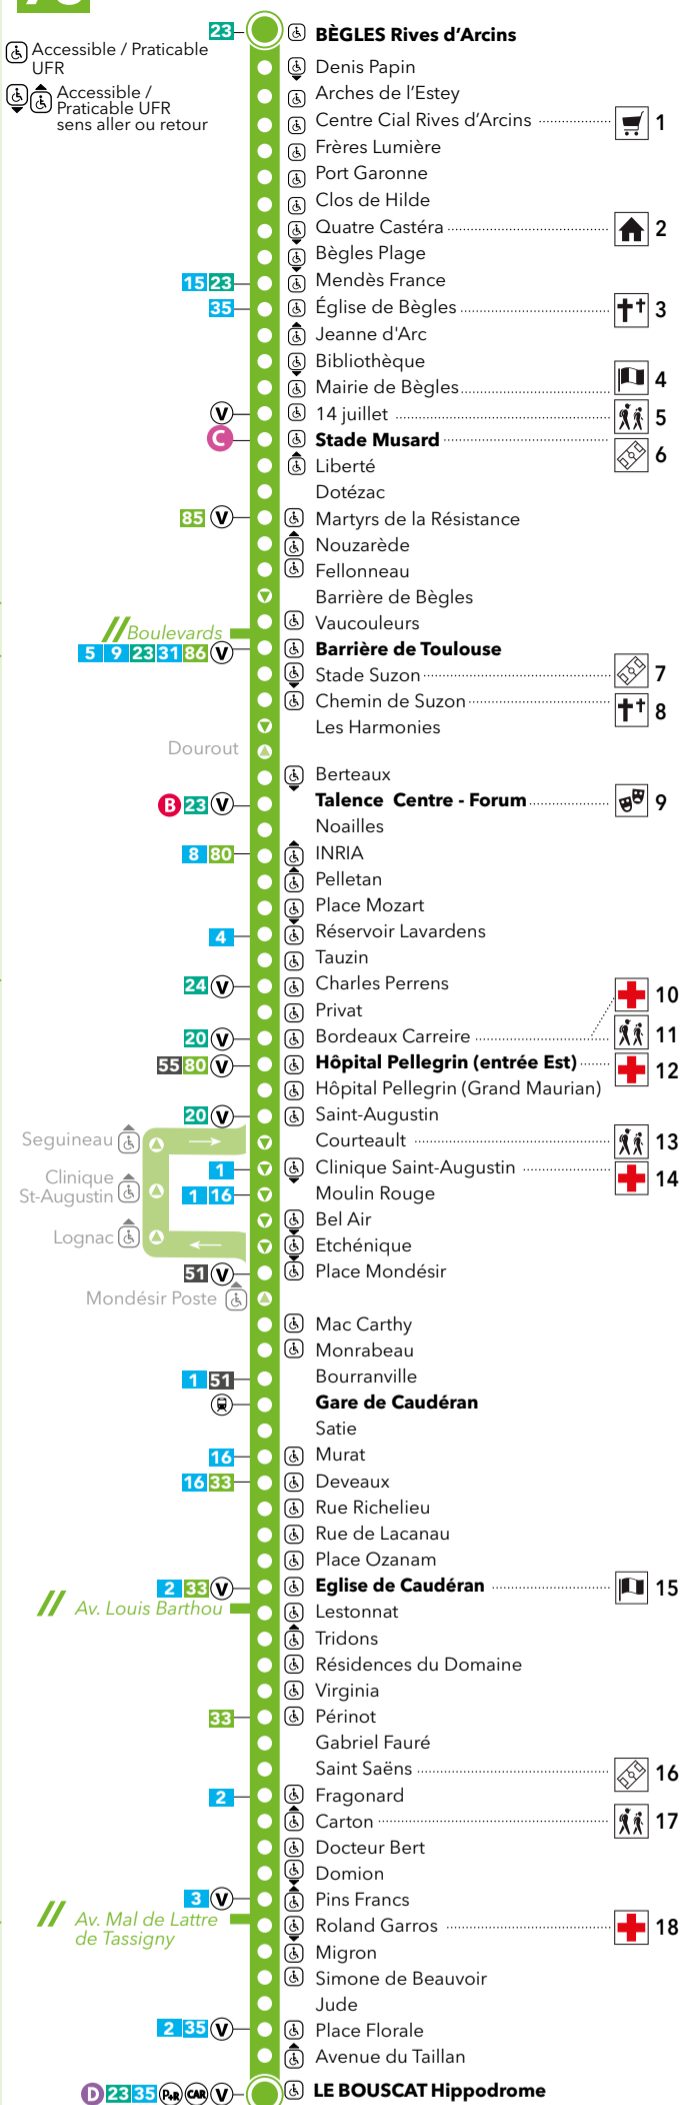 23 BÈGLES Rives d'Arcins
Accessible / Praticable
UFR
Accessible /
Praticable UFR
sens aller ou retour
Denis Papin
Arches de l'Estey
Centre Cial Rives d'Arcins 1
Frères Lumière
Port Garonne
Clos de Hilde
Quatre Castéra 2
Bègles Plage
15 23 Mendès France
35 Église de Bègles 3
Jeanne d'Arc
Bibliothèque
Mairie de Bègles 4
V 14 juillet 5
C Stade Musard 6
Liberté
Dotézac
85 V Martyrs de la Résistance
Nouzarède
Fellonneau
Barrière de Bègles
Vaucouleurs
Boulevards
5 9 23 31 86 V Barrière de Toulouse
Stade Suzon 7
Chemin de Suzon 8
Les Harmonies
Dourout
Berteaux
B 23 V Talence Centre - Forum 9
Noailles
8 80 INRIA
Pelletan
Place Mozart
4 Réservoir Lavardens
Tauzin
24 V Charles Perrens
10
Privat
20 V Bordeaux Carreire 11
55 80 V Hôpital Pellegrin (entrée Est) 12
Hôpital Pellegrin (Grand Maurian)
20 V Saint-Augustin
Seguineau
Courteault 13
1 Clinique Saint-Augustin 14
Clinique
St-Augustin
1 16 Moulin Rouge
Bel Air
Lognac
Etchénique
51 V Place Mondésir
Mondésir Poste
Mac Carthy
Monrabeau
1 51 Bourranville
Gare de Caudéran
Satie
16 Murat
16 33 Deveaux
Rue Richelieu
Rue de Lacanau
Place Ozanam
2 33 V Eglise de Caudéran 15
Av. Louis Barthou
Lestonnat
Tridons
Résidences du Domaine
Virginia
33 Périnot
Gabriel Fauré
Saint Saëns 16
2 Fragonard
Carton 17
Docteur Bert
Domion
3 V Pins Francs
Av. Mal de Lattre
de Tassigny
Roland Garros 18
Migron
Simone de Beauvoir
Jude
2 35 V Place Florale
Avenue du Taillan
D 23 35 P+R CAR V LE BOUSCAT Hippodrome